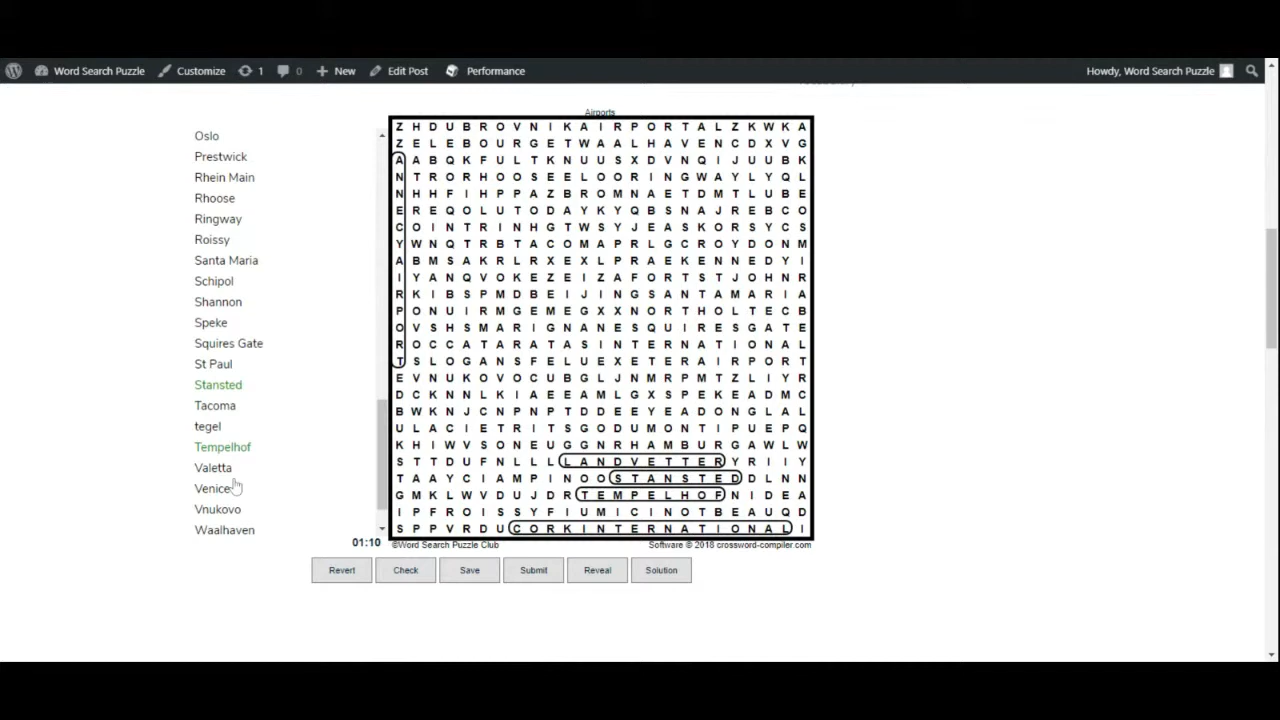 Word Search Puzzle Customize 1 0 New Edit Post Performance Howdy, Word Search Puzzle
Airports
Oslo
Prestwick
Rhein Main
Rhoose
Ringway
Roissy
Santa Maria
Schipol
Shannon
Speke
Squires Gate
St Paul
Stansted
Tacoma
tegel
Tempelhof
Valetta
Venice
Vnukovo
Waalhaven
Z H D U B R O V N I K A I R P O R T A L Z K W K A
Z E L E B O U R G E T W A A L H A V E N C D X V G
A A B Q K F U L T K N U U S X D V N Q I J U U B K
N T R O R H O O S E E L O O R I N G W A Y L Y Q L
N H H F I H P P A Z B R O M N A E T D M T L U B E
E R E Q O L U T O D A Y K Y Q B S N A J R E B C O
C O I N T R I N H G T W S Y J E A S K O R S Y C S
Y W N Q T R B T A C O M A P R L G C R O Y D O N M
A B M S A K R L R X E X L P R A E K E N N E D Y I
I Y A N Q V O K E Z E I Z A F O R T S T J O H N R
R K I B S P M D B E I J I N G S A N T A M A R I A
P O N U I R M G E M E G X X N O R T H O L T E C B
O V S H S M A R I G N A N E S Q U I R E S G A T E
R O C C A T A R A T A S I N T E R N A T I O N A L
T S L O G A N S F E L U E X E T E R A I R P O R T
E V N U K O V O C U B G L J N M R P M T Z L I Y R
D C K N N L K I A E E A M L G X S P E K E A D M C
B W K N J C N P N P T D D E E Y E A D O N G L A L
U L A C I E T R I T S G O D U M O N T I P U E P Q
K H I W V S O N E U G G N R H A M B U R G A W L W
S T T D U F N L L L L A N D V E T T E R Y R I I Y
T A A Y C I A M P I N O O S T A N S T E D D L N N
G M K L W V D U J D R T E M P E L H O F N I D E A
I P F R O I S S Y F I U M I C I N O T B E A U Q D
S P P V R D U C O R K I N T E R N A T I O N A L I
01:10 ©Word Search Puzzle Club Software © 2018 crossword-compiler.com
Revert Check Save Submit Reveal Solution